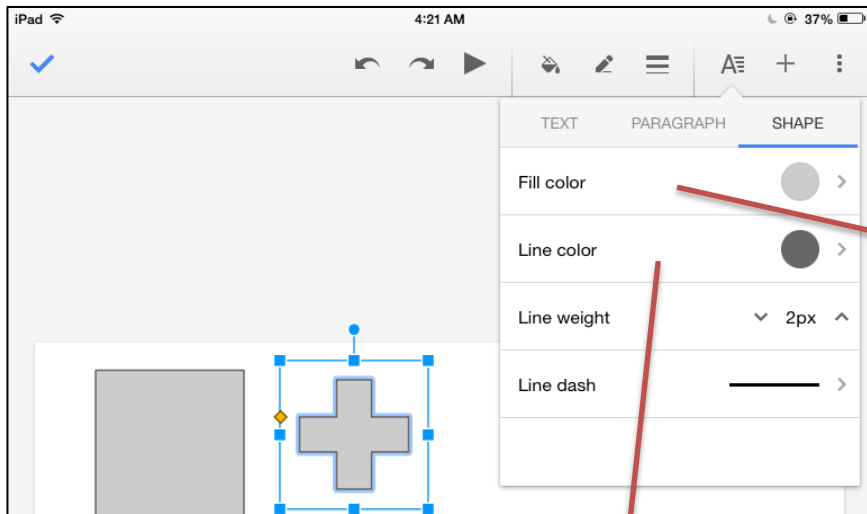 iPad 4:21 AM 37%
TEXT PARAGRAPH SHAPE
Fill color
Line color
Line weight 2px
Line dash